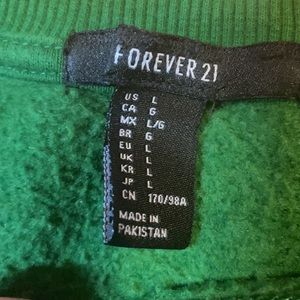 FOREVER 21
US L
CA G
MX L/G
BR G
EU L
UK L
KR L
JP L
CN 170/98A
MADE IN
PAKISTAN